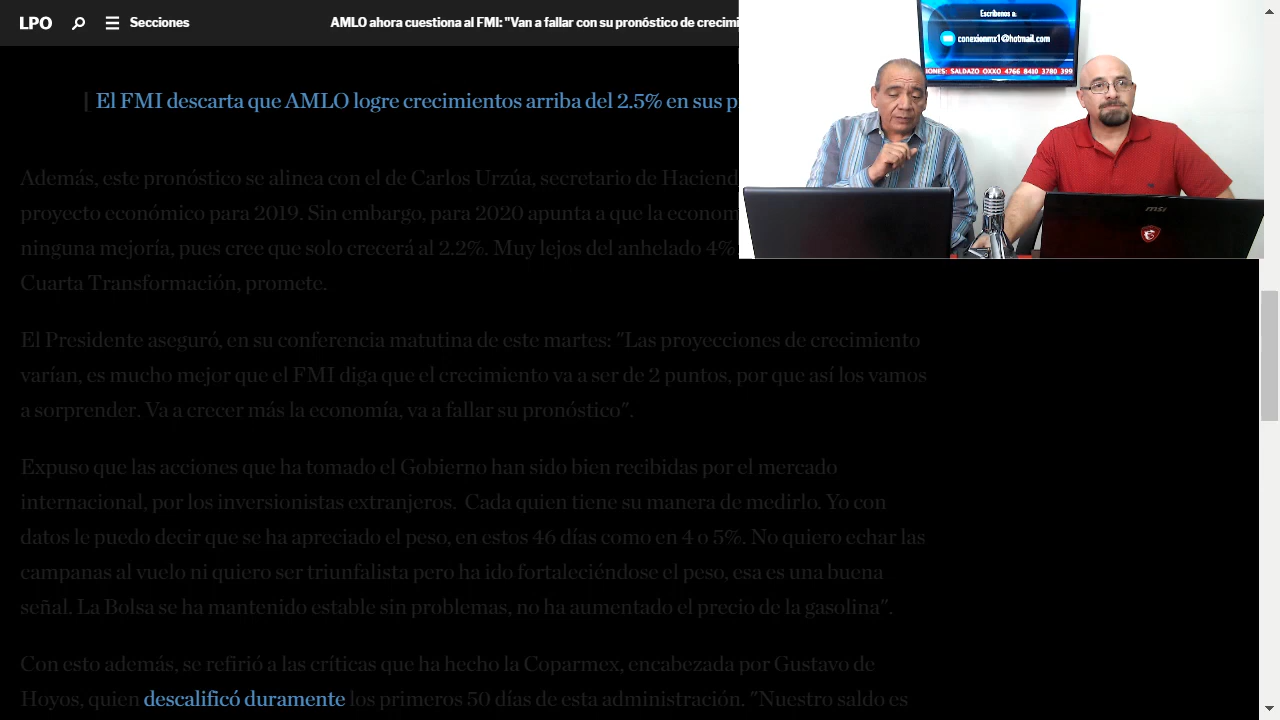 LPO
Secciones
AMLO ahora cuestiona al FMI: "Van a fallar con su pronóstico de
Escríbenos a:
conexionmx1@hotmail.com
IONES: SALDAZO OXXO 4766 8410 3780 399
El FMI descarta que AMLO logre crecimientos arriba del 2.5% en sus
Además, este pronóstico se alinea con el de Carlos Urzúa, secretario de
proyecto económico para 2019. Sin embargo, para 2020 apunta a que la
ninguna mejoría, pues cree que solo crecerá al 2.2%. Muy lejos del anhelado 4%
Cuarta Transformación, promete.
El Presidente aseguró, en su conferencia matutina de este martes: "Las proyecciones de crecimiento
varían, es mucho mejor que el FMI diga que el crecimiento va a ser de 2 puntos, por que así los vamos
a sorprender. Va a crecer más la economía, va a fallar su pronóstico".
Expuso que las acciones que ha tomado el Gobierno han sido bien recibidas por el mercado
internacional, por los inversionistas extranjeros. Cada quien tiene su manera de medirlo. Yo con
datos le puedo decir que se ha apreciado el peso, en estos 46 días como en 4 o 5%. No quiero echar las
campanas al vuelo ni quiero ser triunfalista pero ha ido fortaleciéndose el peso, esa es una buena
señal. La Bolsa se ha mantenido estable sin problemas, no ha aumentado el precio de la gasolina".
Con esto además, se refirió a las críticas que ha hecho la Coparmex, encabezada por Gustavo de
Hoyos, quien descalificó duramente los primeros 50 días de esta administración. "Nuestro saldo es
msi